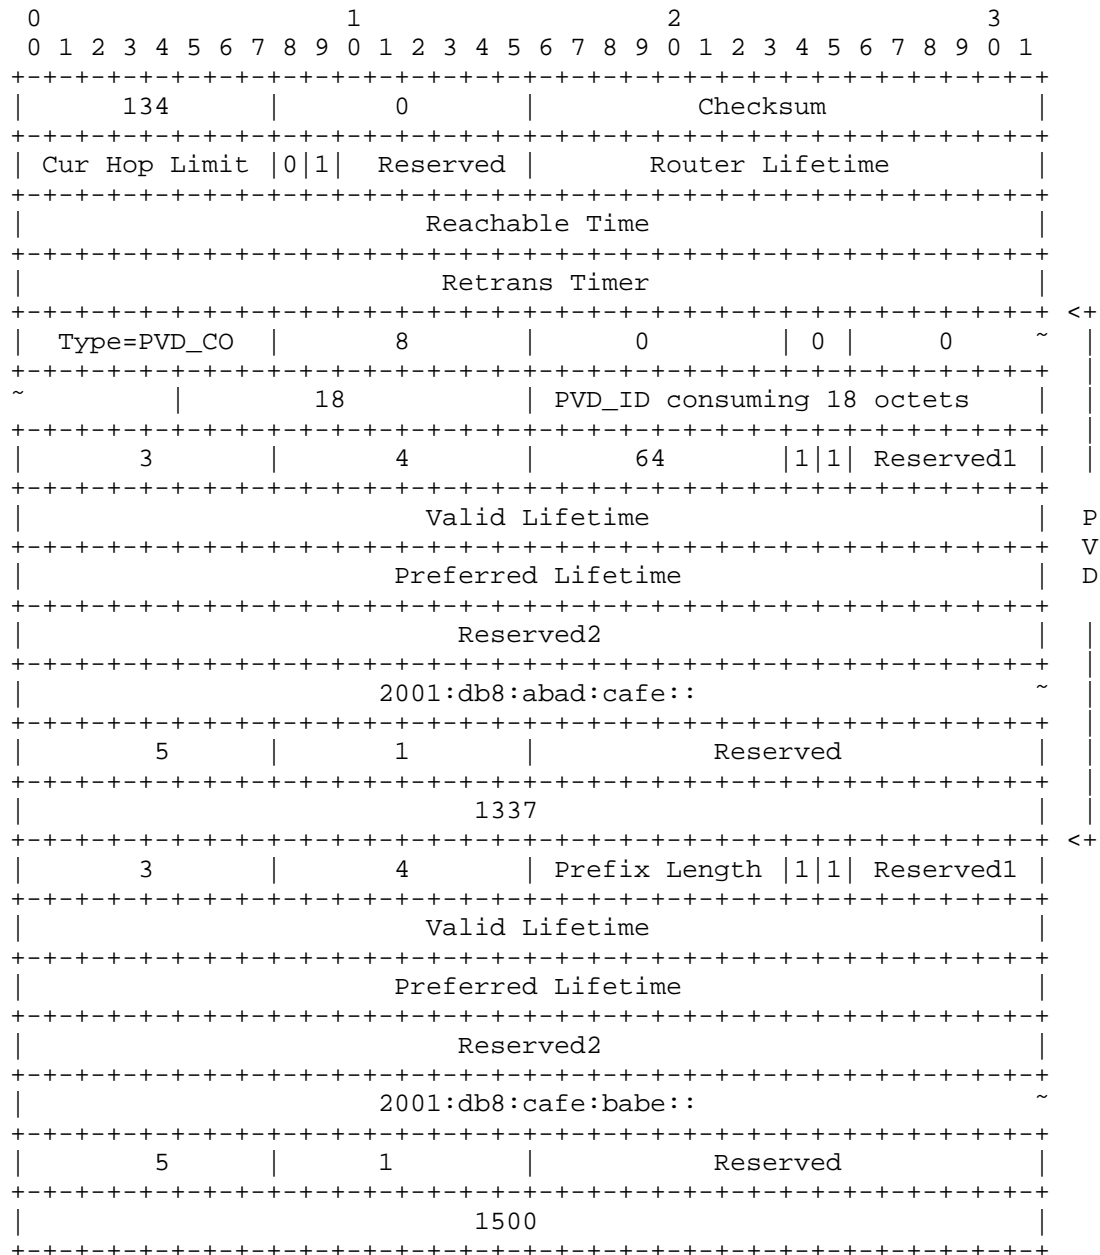 0                   1                   2                   3
 0 1 2 3 4 5 6 7 8 9 0 1 2 3 4 5 6 7 8 9 0 1 2 3 4 5 6 7 8 9 0 1
+-+-+-+-+-+-+-+-+-+-+-+-+-+-+-+-+-+-+-+-+-+-+-+-+-+-+-+-+-+-+-+-+
|      134      |       0       |          Checksum             |
+-+-+-+-+-+-+-+-+-+-+-+-+-+-+-+-+-+-+-+-+-+-+-+-+-+-+-+-+-+-+-+-+
| Cur Hop Limit |0|1|  Reserved |       Router Lifetime         |
+-+-+-+-+-+-+-+-+-+-+-+-+-+-+-+-+-+-+-+-+-+-+-+-+-+-+-+-+-+-+-+-+
|                         Reachable Time                        |
+-+-+-+-+-+-+-+-+-+-+-+-+-+-+-+-+-+-+-+-+-+-+-+-+-+-+-+-+-+-+-+-+
|                          Retrans Timer                        |
+-+-+-+-+-+-+-+-+-+-+-+-+-+-+-+-+-+-+-+-+-+-+-+-+-+-+-+-+-+-+-+-+ <+
|  Type=PVD_CO  |       8       |      0        | 0 |     0     ~  |
+-+-+-+-+-+-+-+-+-+-+-+-+-+-+-+-+-+-+-+-+-+-+-+-+-+-+-+-+-+-+-+-+  |
~         |        18           | PVD_ID consuming 18 octets    |  |
+-+-+-+-+-+-+-+-+-+-+-+-+-+-+-+-+-+-+-+-+-+-+-+-+-+-+-+-+-+-+-+-+  |
|       3       |       4       |      64       |1|1| Reserved1 |  |
+-+-+-+-+-+-+-+-+-+-+-+-+-+-+-+-+-+-+-+-+-+-+-+-+-+-+-+-+-+-+-+-+
|                         Valid Lifetime                        |  P
+-+-+-+-+-+-+-+-+-+-+-+-+-+-+-+-+-+-+-+-+-+-+-+-+-+-+-+-+-+-+-+-+  V
|                       Preferred Lifetime                      |  D
+-+-+-+-+-+-+-+-+-+-+-+-+-+-+-+-+-+-+-+-+-+-+-+-+-+-+-+-+-+-+-+-+
|                           Reserved2                           |  |
+-+-+-+-+-+-+-+-+-+-+-+-+-+-+-+-+-+-+-+-+-+-+-+-+-+-+-+-+-+-+-+-+  |
|                      2001:db8:abad:cafe::                     ~  |
+-+-+-+-+-+-+-+-+-+-+-+-+-+-+-+-+-+-+-+-+-+-+-+-+-+-+-+-+-+-+-+-+  |
|        5      |       1       |           Reserved            |  |
+-+-+-+-+-+-+-+-+-+-+-+-+-+-+-+-+-+-+-+-+-+-+-+-+-+-+-+-+-+-+-+-+  |
|                            1337                               |  |
+-+-+-+-+-+-+-+-+-+-+-+-+-+-+-+-+-+-+-+-+-+-+-+-+-+-+-+-+-+-+-+-+ <+
|       3       |       4       | Prefix Length |1|1| Reserved1 |
+-+-+-+-+-+-+-+-+-+-+-+-+-+-+-+-+-+-+-+-+-+-+-+-+-+-+-+-+-+-+-+-+
|                         Valid Lifetime                        |
+-+-+-+-+-+-+-+-+-+-+-+-+-+-+-+-+-+-+-+-+-+-+-+-+-+-+-+-+-+-+-+-+
|                       Preferred Lifetime                      |
+-+-+-+-+-+-+-+-+-+-+-+-+-+-+-+-+-+-+-+-+-+-+-+-+-+-+-+-+-+-+-+-+
|                           Reserved2                           |
+-+-+-+-+-+-+-+-+-+-+-+-+-+-+-+-+-+-+-+-+-+-+-+-+-+-+-+-+-+-+-+-+
|                      2001:db8:cafe:babe::                     ~
+-+-+-+-+-+-+-+-+-+-+-+-+-+-+-+-+-+-+-+-+-+-+-+-+-+-+-+-+-+-+-+-+
|        5      |      1        |           Reserved            |
+-+-+-+-+-+-+-+-+-+-+-+-+-+-+-+-+-+-+-+-+-+-+-+-+-+-+-+-+-+-+-+-+
|                            1500                               |
+-+-+-+-+-+-+-+-+-+-+-+-+-+-+-+-+-+-+-+-+-+-+-+-+-+-+-+-+-+-+-+-+